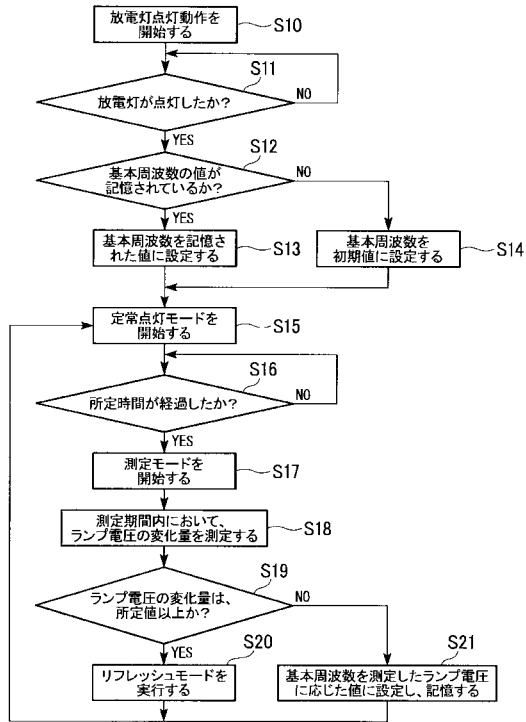 放電灯点灯動作を
開始する
S10
S11
放電灯が点灯したか?
NO
YES
S12
基本周波数の値が
記憶されているか?
NO
YES
基本周波数を記憶さ
れた値に設定する
S13
基本周波数を
初期値に設定する
S14
定常点灯モードを
開始する
S15
S16
所定時間が経過したか?
NO
YES
測定モードを
開始する
S17
測定期間内において、
ランプ電圧の変化量を測定する
S18
S19
ランプ電圧の変化量は、
所定値以上か?
NO
YES
S20
リフレッシュモードを
実行する
S21
基本周波数を測定したランプ電圧
に応じた値に設定し、記憶する